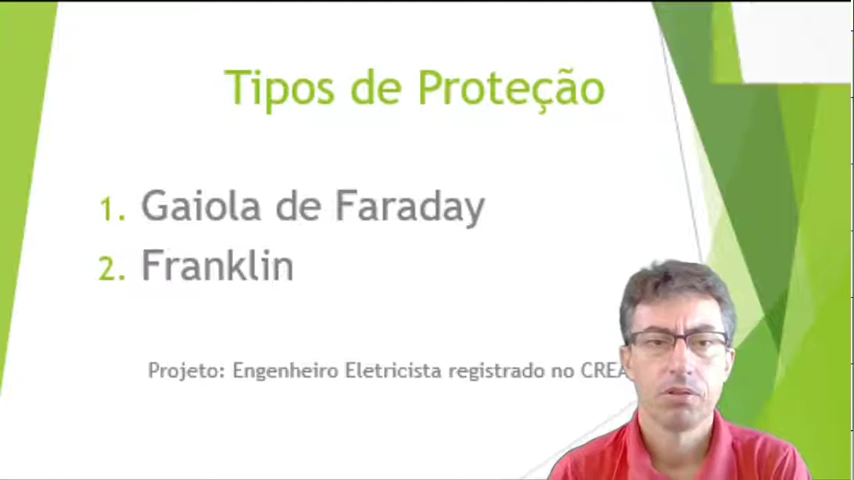 Tipos de Proteção
1. Gaiola de Faraday
2. Franklin
Projeto: Engenheiro Eletricista registrado no CREA